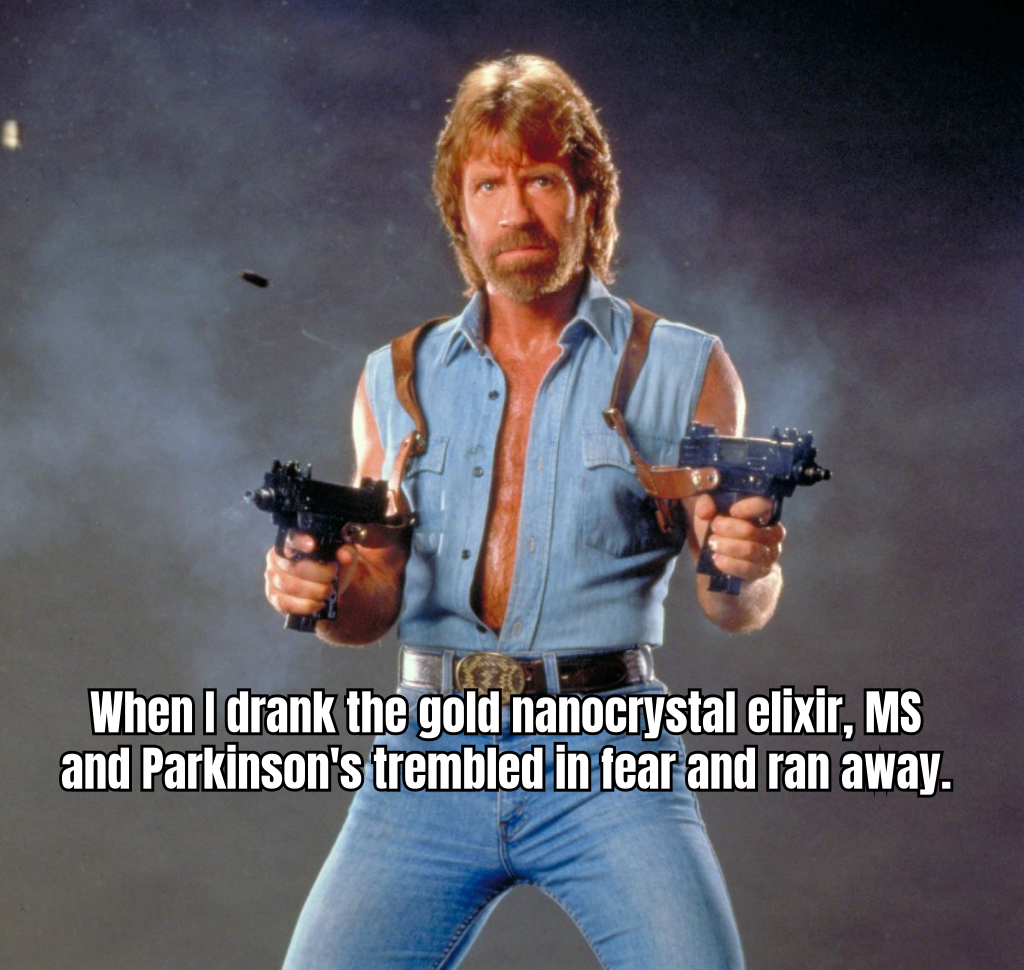 When I drank the gold nanocrystal elixir, MS
and Parkinson's trembled in fear and ran away.